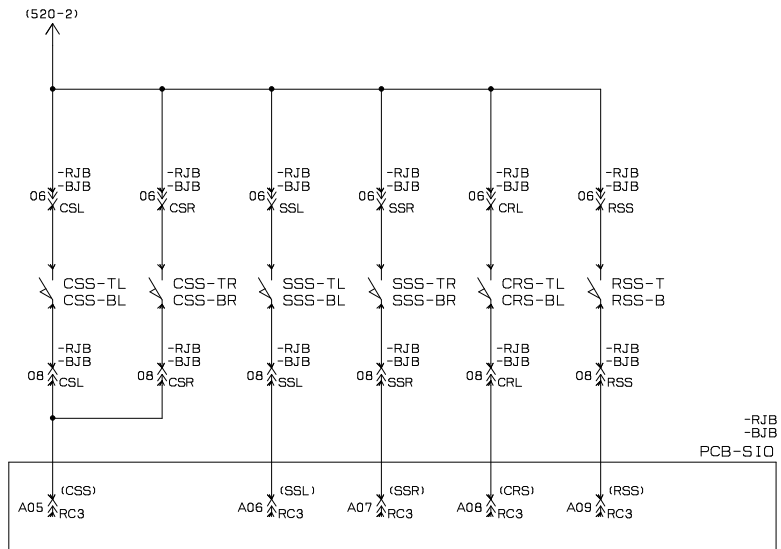 (520-2)
-RJB -RJB -RJB -RJB -RJB -RJB
-BJB -BJB -BJB -BJB -BJB -BJB
06 06 06 06 06 06
CSL CSR SSL SSR CRL RSS
CSS-TL CSS-TR SSS-TL SSS-TR CRS-TL RSS-T
CSS-BL CSS-BR SSS-BL SSS-BR CRS-BL RSS-B
-RJB -RJB -RJB -RJB -RJB -RJB
-BJB -BJB -BJB -BJB -BJB -BJB
08 08 08 08 08 08
CSL CSR SSL SSR CRL RSS
-RJB
-BJB
PCB-SIO
(CSS) (SSL) (SSR) (CRS) (RSS)
A05 A06 A07 A08 A09
RC3 RC3 RC3 RC3 RC3